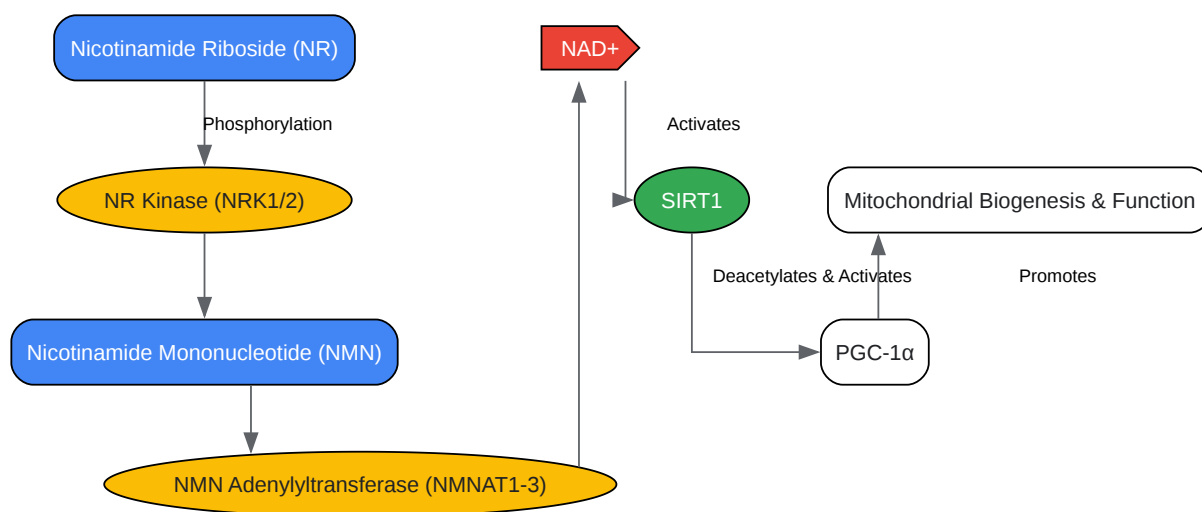 Nicotinamide Riboside (NR)
Phosphorylation
NR Kinase (NRK1/2)
Nicotinamide Mononucleotide (NMN)
NMN Adenylyltransferase (NMNAT1-3)
NAD+
Activates
SIRT1
Deacetylates & Activates
PGC-1α
Promotes
Mitochondrial Biogenesis & Function